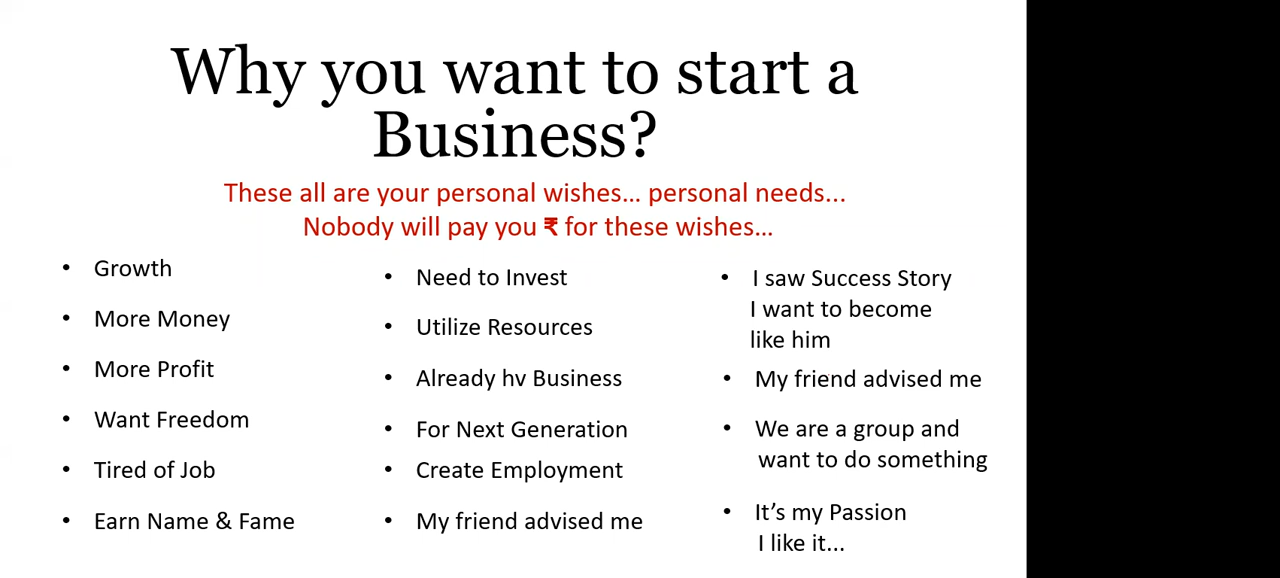 Why you want to start a
Business?
These all are your personal wishes... personal needs...
Nobody will pay you ₹ for these wishes...
• Growth
• More Money
• More Profit
• Want Freedom
• Tired of Job
• Earn Name & Fame
• Need to Invest
• Utilize Resources
• Already hv Business
• For Next Generation
• Create Employment
• My friend advised me
• I saw Success Story
I want to become
like him
• My friend advised me
• We are a group and
want to do something
• It’s my Passion
I like it...